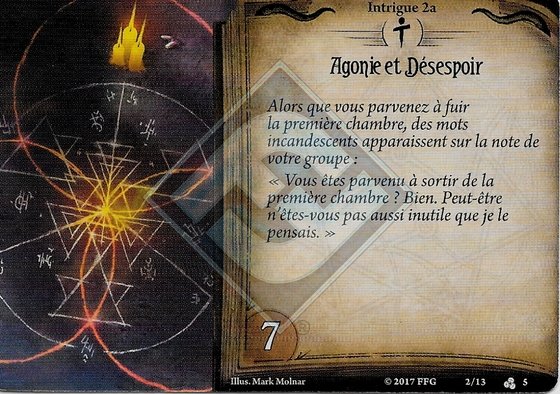 Intrigue 2a
Agonie et Désespoir
Alors que vous parvenez à fuir
la première chambre, des mots
incandescents apparaissent sur la note de
votre groupe :
« Vous êtes parvenu à sortir de la
première chambre ? Bien. Peut-être
n'êtes-vous pas aussi inutile que je le
pensais. »
7
Illus. Mark Molnar © 2017 FFG 2/13 5